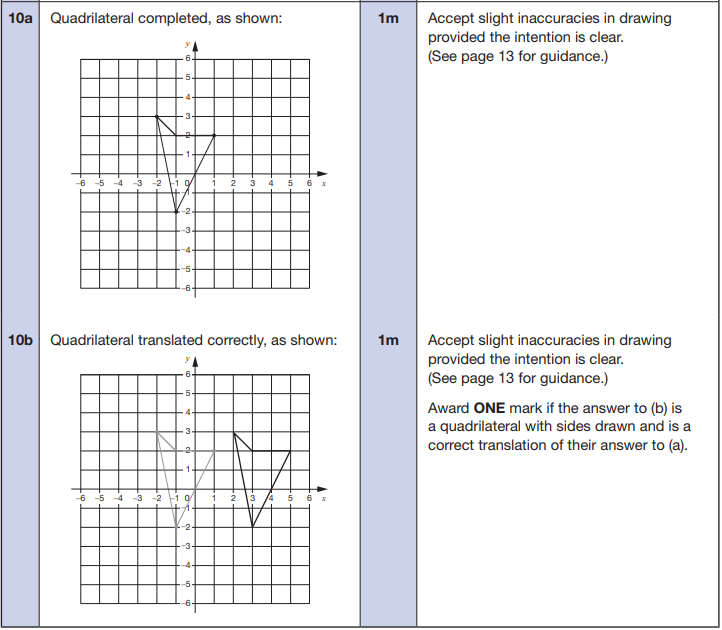 10a Quadrilateral completed, as shown: 1m Accept slight inaccuracies in drawing
provided the intention is clear.
(See page 13 for guidance.)
y
6
5
4
3
2
1
–6 –5 –4 –3 –2 –1 0 1 2 3 4 5 6 x
–1
–2
–3
–4
–5
–6
10b Quadrilateral translated correctly, as shown: 1m Accept slight inaccuracies in drawing
provided the intention is clear.
(See page 13 for guidance.)
Award ONE mark if the answer to (b) is
a quadrilateral with sides drawn and is a
correct translation of their answer to (a).
y
6
5
4
3
2
1
–6 –5 –4 –3 –2 –1 0 1 2 3 4 5 6 x
–1
–2
–3
–4
–5
–6